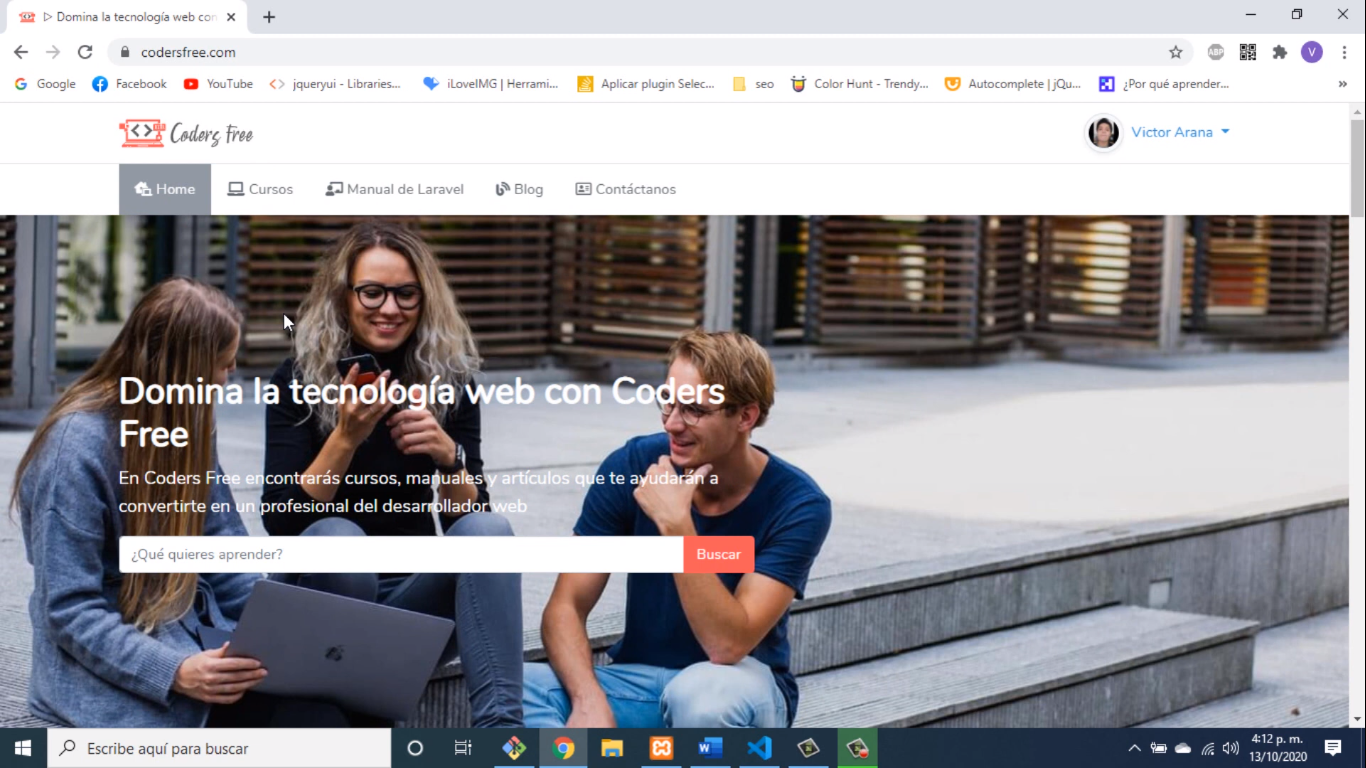 ▷ Domina la tecnología web con
codersfree.com
ABP
V
Google
Facebook
YouTube
jqueryui - Libraries...
iLoveIMG | Herrami...
Aplicar plugin Selec...
seo
Color Hunt - Trendy...
Autocomplete | jQu...
¿Por qué aprender...
Coders Free
Victor Arana
Home
Cursos
Manual de Laravel
Blog
Contáctanos
Domina la tecnología web con Coders
Free
En Coders Free encontrarás cursos, manuales y artículos que te ayudarán a
convertirte en un profesional del desarrollador web
¿Qué quieres aprender?
Buscar
Escribe aquí para buscar
4:12 p. m.
13/10/2020